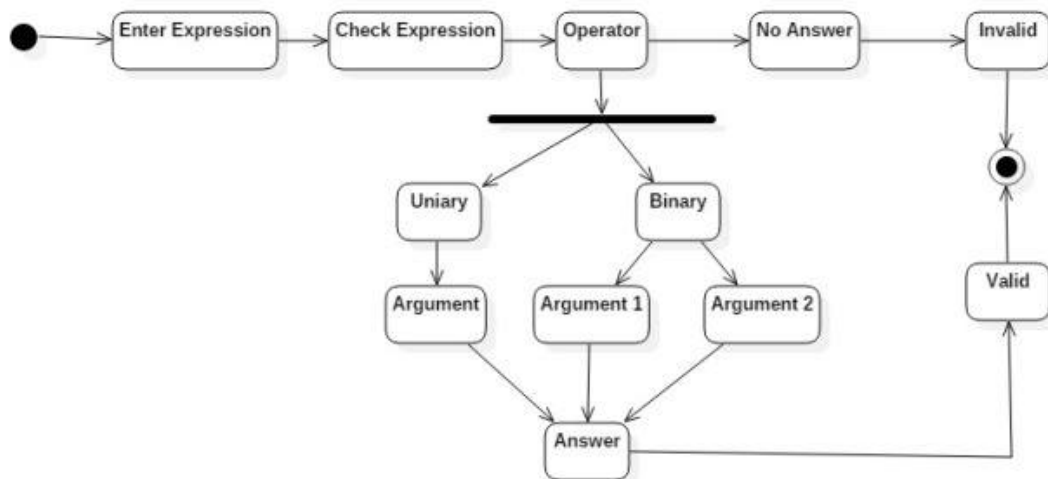 Enter Expression
Check Expression
Operator
No Answer
Invalid
Uniary
Binary
Argument
Argument 1
Argument 2
Valid
Answer